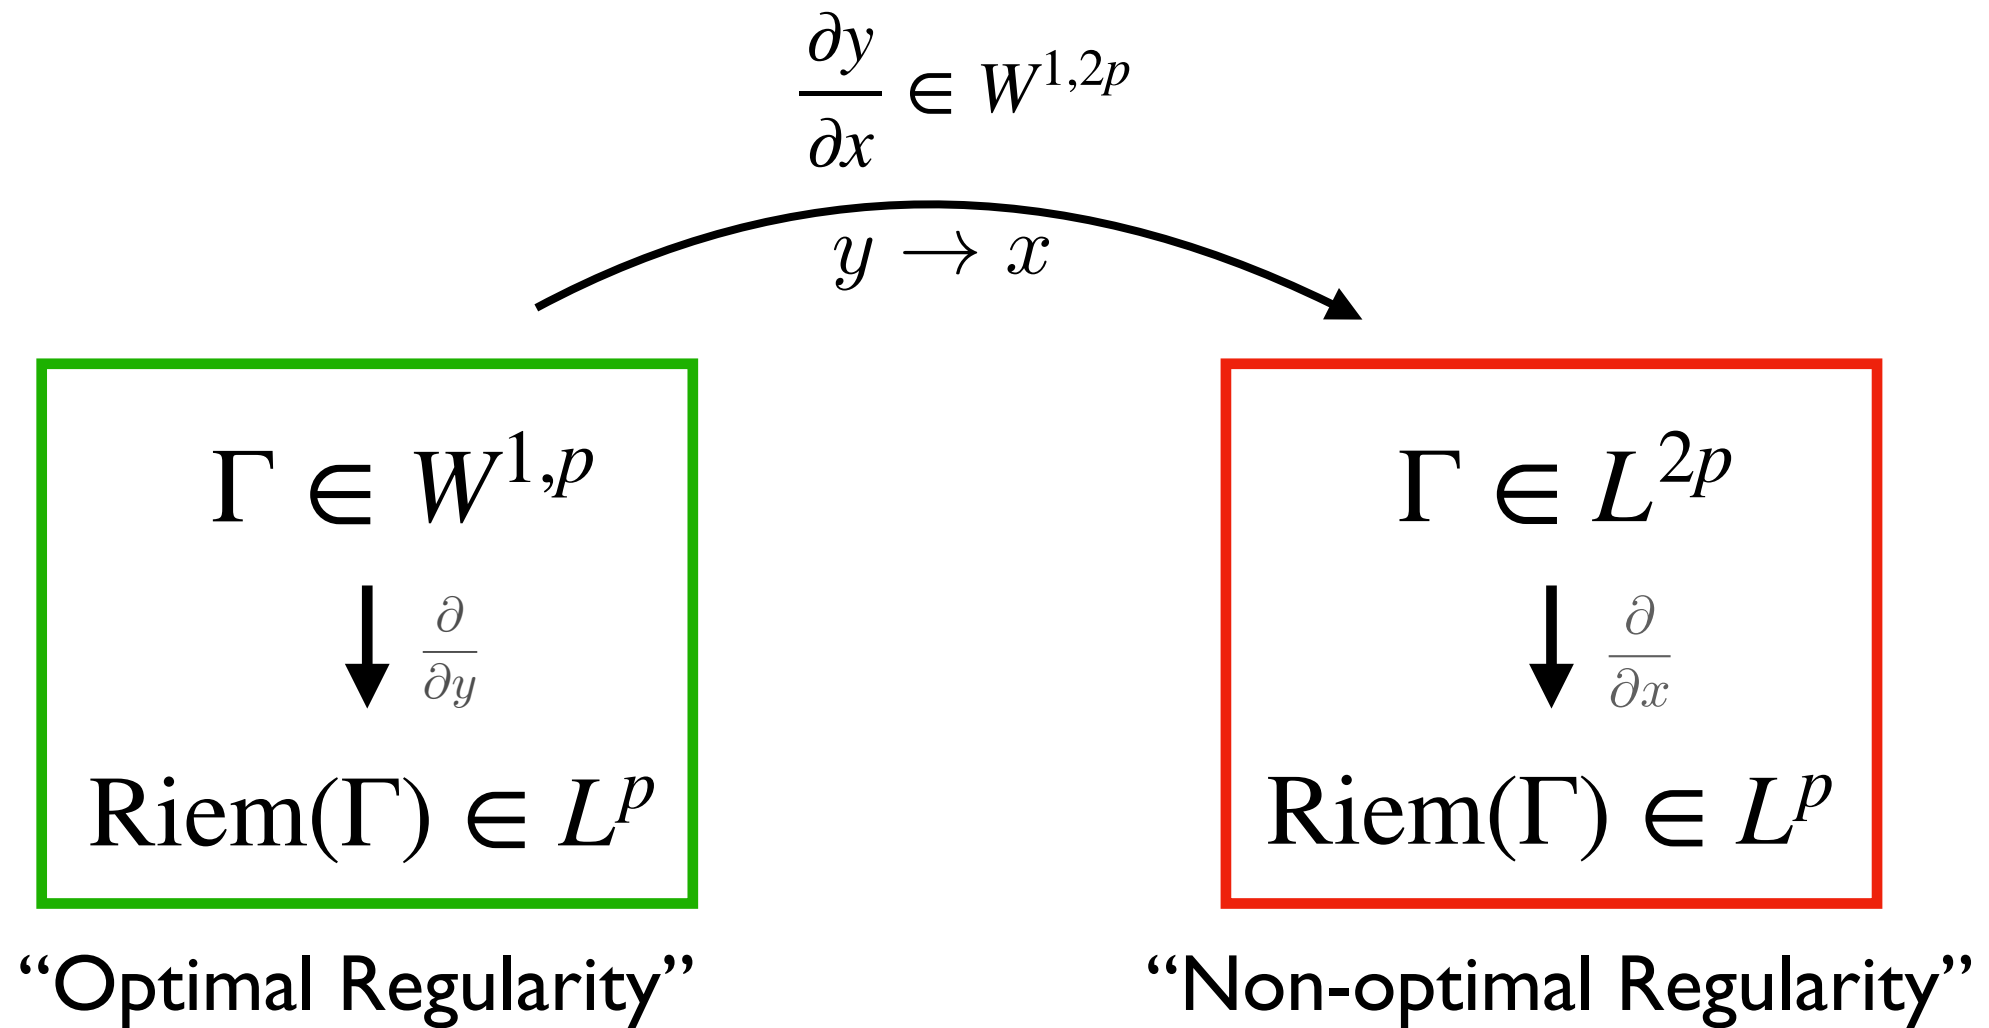 ∂y/∂x ∈ W^{1,2p}
y → x
Γ ∈ W^{1,p}
∂/∂y
Riem(Γ) ∈ L^p
“Optimal Regularity”
Γ ∈ L^{2p}
∂/∂x
Riem(Γ) ∈ L^p
“Non-optimal Regularity”